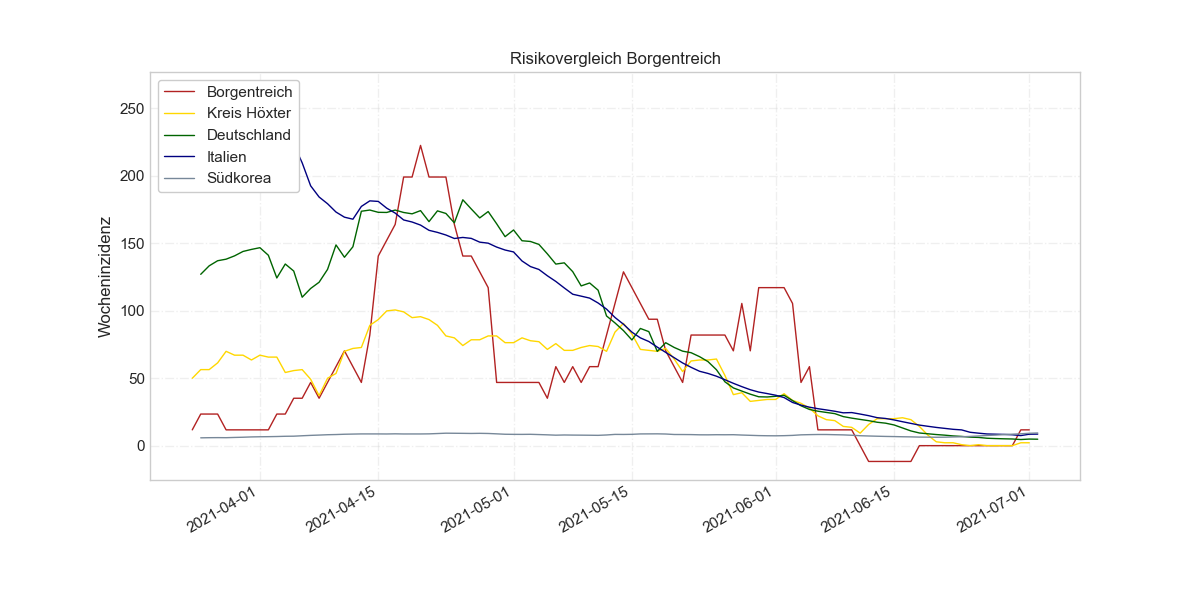 Risikovergleich Borgentreich
Wocheninzidenz
250
200
150
100
50
0
Borgentreich
Kreis Höxter
Deutschland
Italien
Südkorea
2021-04-01
2021-04-15
2021-05-01
2021-05-15
2021-06-01
2021-06-15
2021-07-01